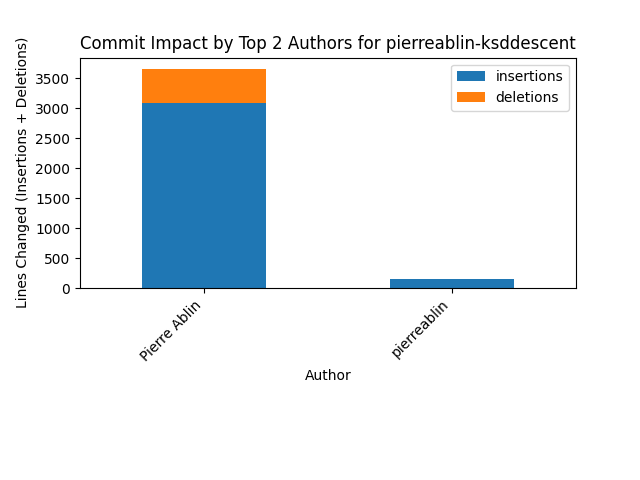 Commit Impact by Top 2 Authors for pierreablin-ksddescent
Lines Changed (Insertions + Deletions)
3500
3000
2500
2000
1500
1000
500
0
insertions
deletions
Pierre Ablin
pierreablin
Author